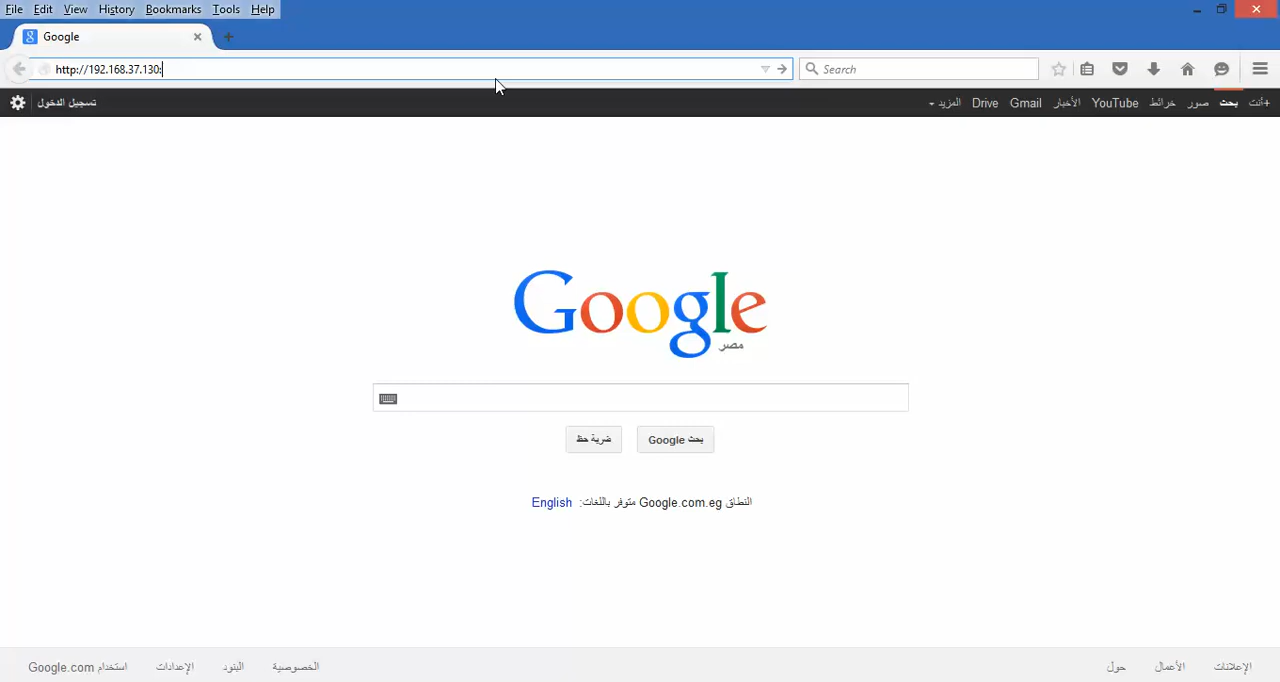 File Edit View History Bookmarks Tools Help
Google
http://192.168.37.130: Search
+أنت بحث صور خرائط YouTube الأخبار Gmail Drive المزيد تسجيل الدخول
Google
مصر
بحث Google ضربة حظ
النطاق Google.com.eg متوفر باللغات: English
الإعلانات الأعمال حول الخصوصية البنود الإعدادات استخدام Google.com